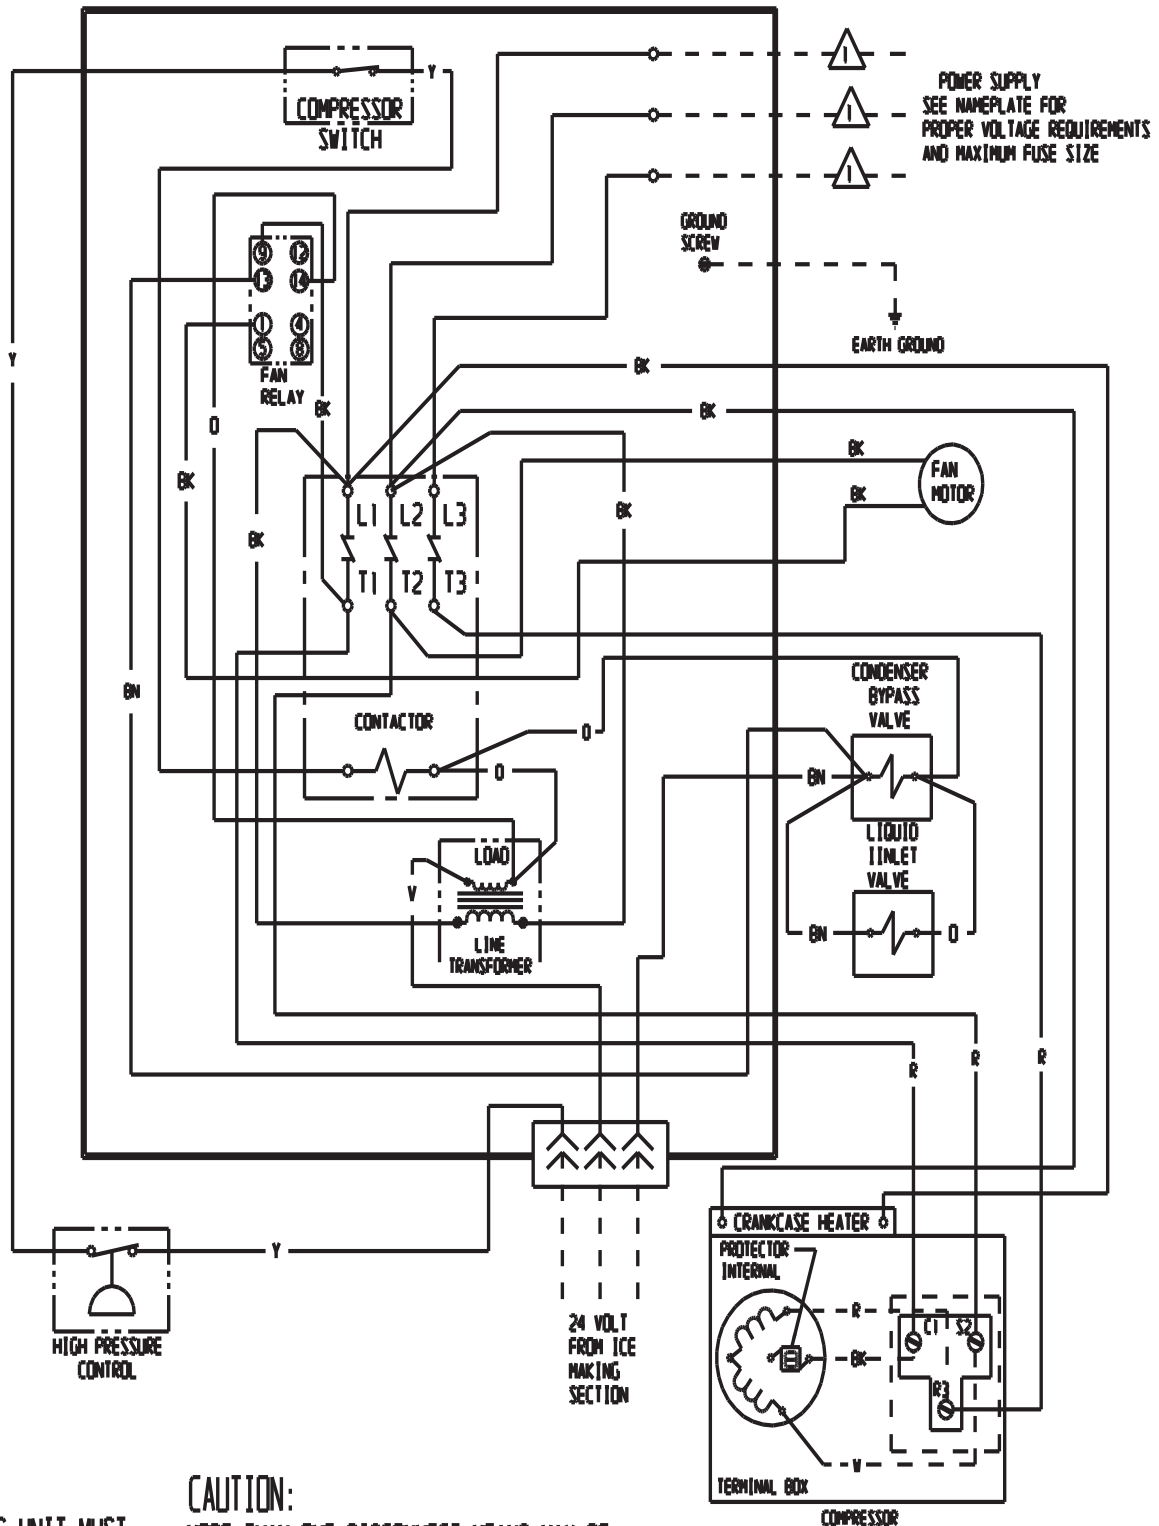 Y
COMPRESSOR
SWITCH
POWER SUPPLY
SEE NAMEPLATE FOR
PROPER VOLTAGE REQUIREMENTS
AND MAXIMUM FUSE SIZE
GROUND
SCREW
EARTH GROUND
9 12
13 14
1 4
5 8
FAN
RELAY
Y
BK
BK
BK
O
BK
BK
FAN
MOTOR
BK
BK
BK
BK
L1 L2 L3
T1 T2 T3
CONDENSER
BYPASS
VALVE
BN
CONTACTOR
O
O
BN
LIQUID
IINLET
VALVE
LOAD
V
BN O
LINE
TRANSFORMER
R
R
R
CRANKCASE HEATER
PROTECTOR
INTERNAL
Y
R
C1 S2
24 VOLT
FROM ICE
MAKING
SECTION
HIGH PRESSURE
CONTROL
BK
R3
W
TERMINAL BOX
COMPRESSOR
CAUTION:
UNIT MUST